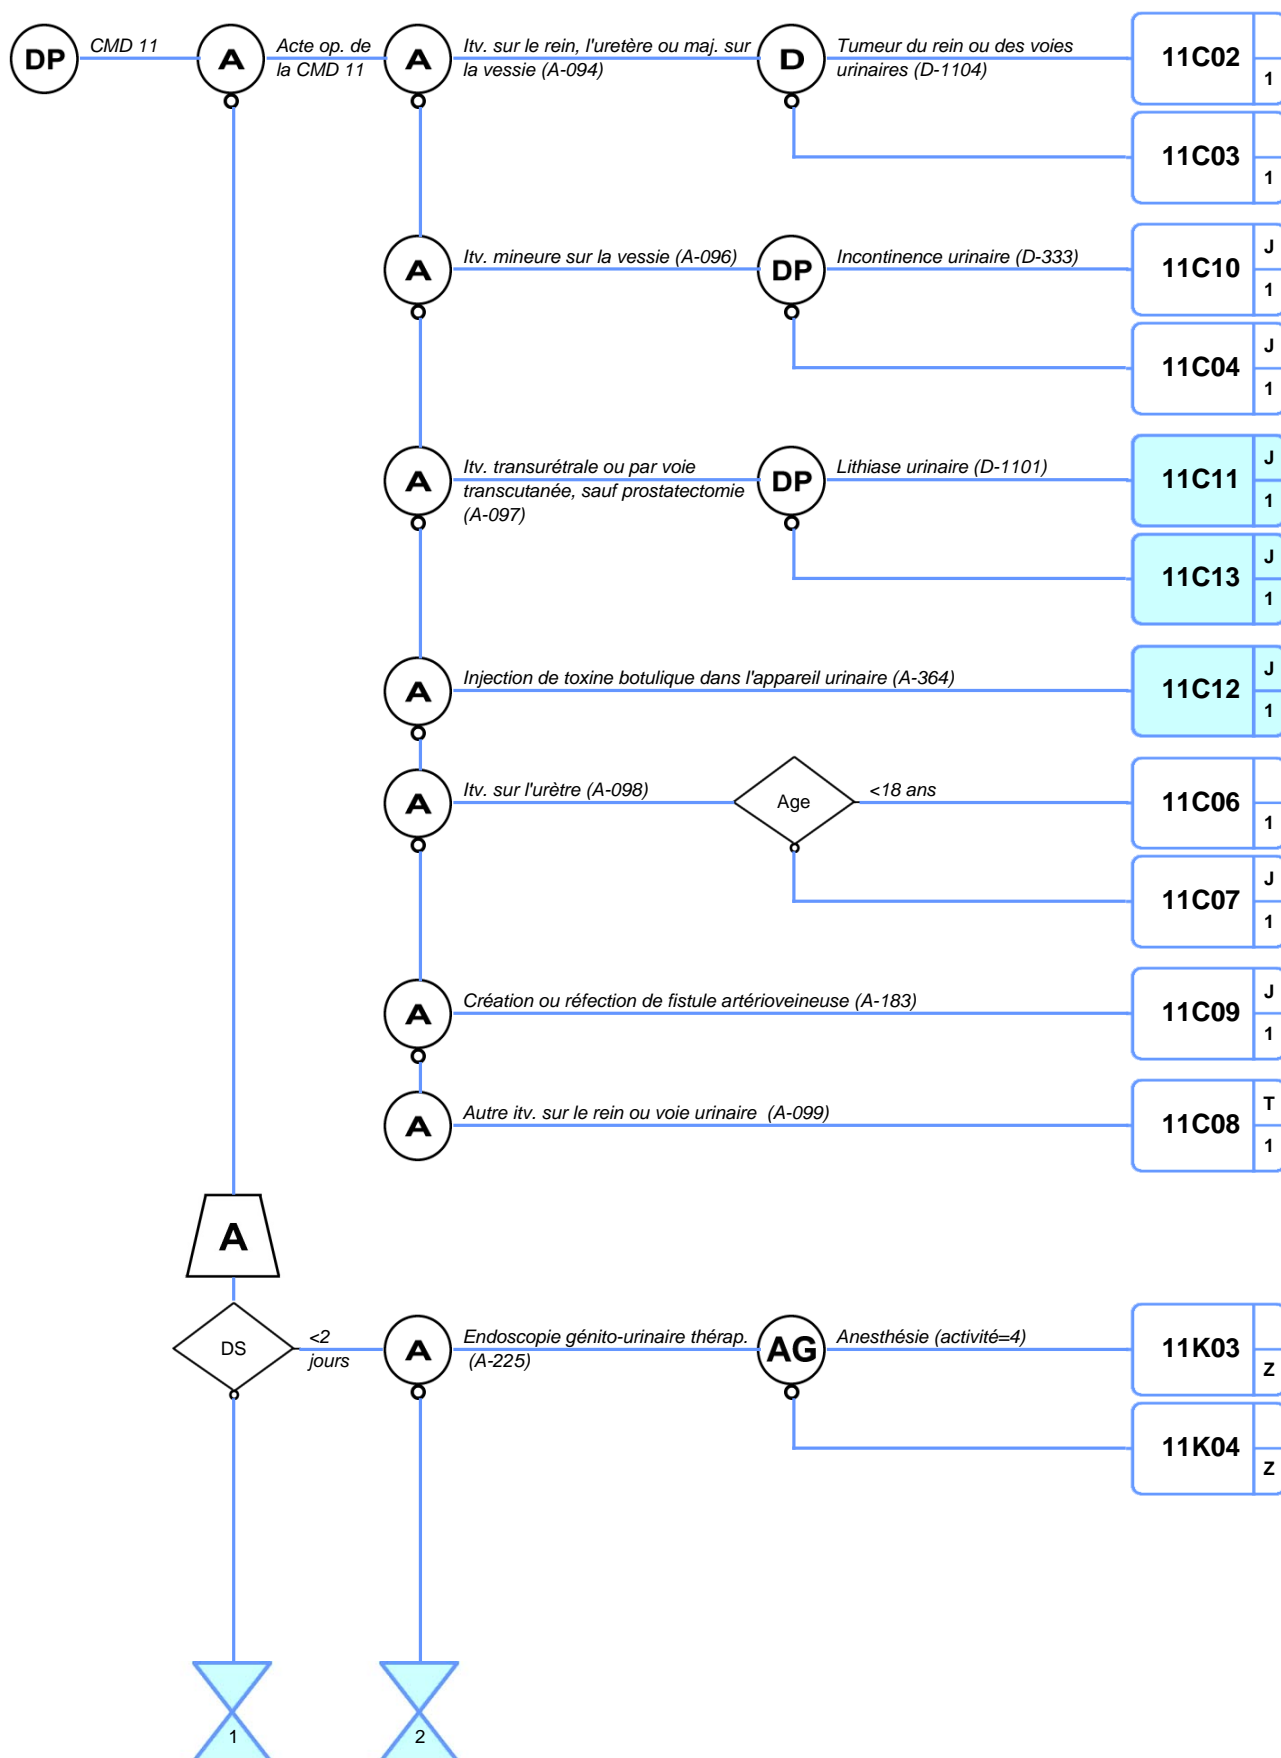 DP
CMD 11
A
Acte op. de
la CMD 11
A
Itv. sur le rein, l'uretère ou maj. sur
la vessie (A-094)
D
Tumeur du rein ou des voies
urinaires (D-1104)
11C02
1
11C03
1
A
Itv. mineure sur la vessie (A-096)
DP
Incontinence urinaire (D-333)
11C10
J
1
11C04
J
1
A
Itv. transurétrale ou par voie
transcutanée, sauf prostatectomie
(A-097)
DP
Lithiase urinaire (D-1101)
11C11
J
1
11C13
J
1
A
Injection de toxine botulique dans l'appareil urinaire (A-364)
11C12
J
1
A
Itv. sur l'urètre (A-098)
Age
<18 ans
11C06
1
11C07
J
1
A
Création ou réfection de fistule artérioveineuse (A-183)
11C09
J
1
A
Autre itv. sur le rein ou voie urinaire (A-099)
11C08
T
1
A
DS
<2
jours
A
Endoscopie génito-urinaire thérap.
(A-225)
AG
Anesthésie (activité=4)
11K03
Z
11K04
Z
1
2